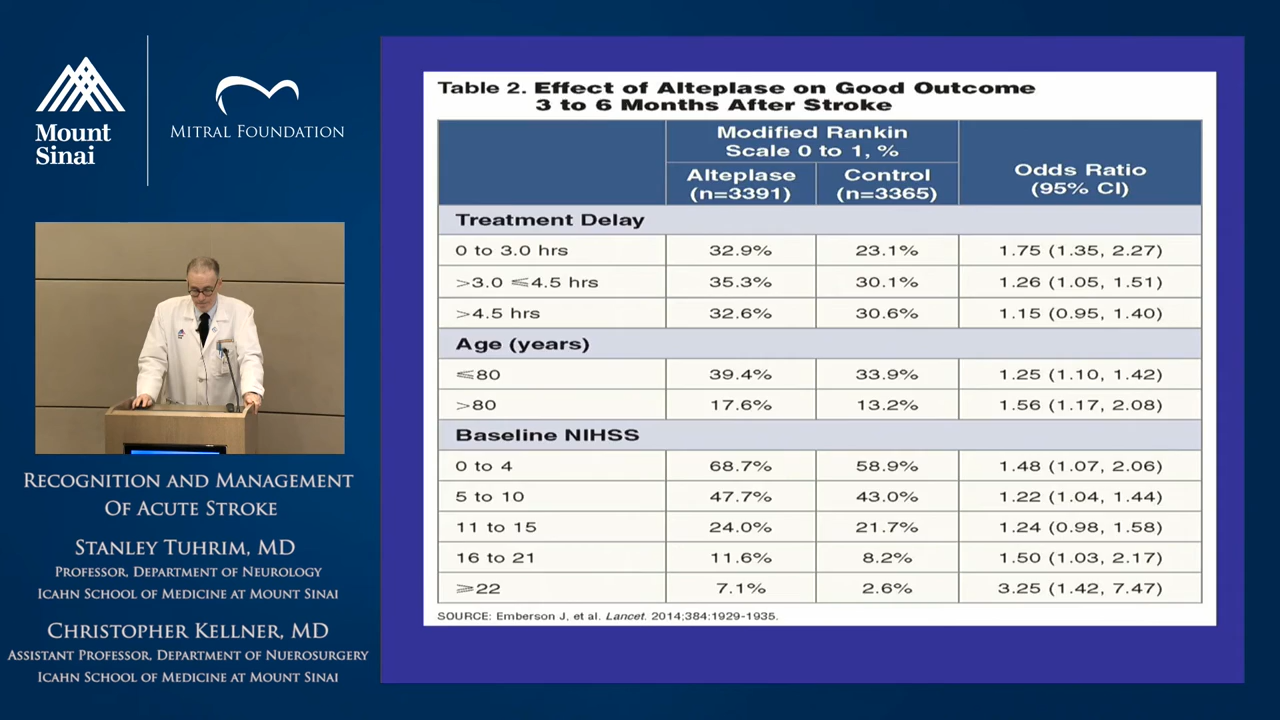 Mount
Sinai
MITRAL FOUNDATION
RECOGNITION AND MANAGEMENT
OF ACUTE STROKE
STANLEY TUHRIM, MD
PROFESSOR, DEPARTMENT OF NEUROLOGY
ICAHN SCHOOL OF MEDICINE AT MOUNT SINAI
CHRISTOPHER KELLNER, MD
ASSISTANT PROFESSOR, DEPARTMENT OF NUEROSURGERY
ICAHN SCHOOL OF MEDICINE AT MOUNT SINAI
Table 2. Effect of Alteplase on Good Outcome
3 to 6 Months After Stroke
Modified Rankin
Scale 0 to 1, %
Odds Ratio
(95% CI)
Alteplase
(n=3391)
Control
(n=3365)
Treatment Delay
0 to 3.0 hrs 32.9% 23.1% 1.75 (1.35, 2.27)
>3.0 ≤4.5 hrs 35.3% 30.1% 1.26 (1.05, 1.51)
>4.5 hrs 32.6% 30.6% 1.15 (0.95, 1.40)
Age (years)
≤80 39.4% 33.9% 1.25 (1.10, 1.42)
>80 17.6% 13.2% 1.56 (1.17, 2.08)
Baseline NIHSS
0 to 4 68.7% 58.9% 1.48 (1.07, 2.06)
5 to 10 47.7% 43.0% 1.22 (1.04, 1.44)
11 to 15 24.0% 21.7% 1.24 (0.98, 1.58)
16 to 21 11.6% 8.2% 1.50 (1.03, 2.17)
≥22 7.1% 2.6% 3.25 (1.42, 7.47)
SOURCE: Emberson J, et al. Lancet. 2014;384:1929-1935.